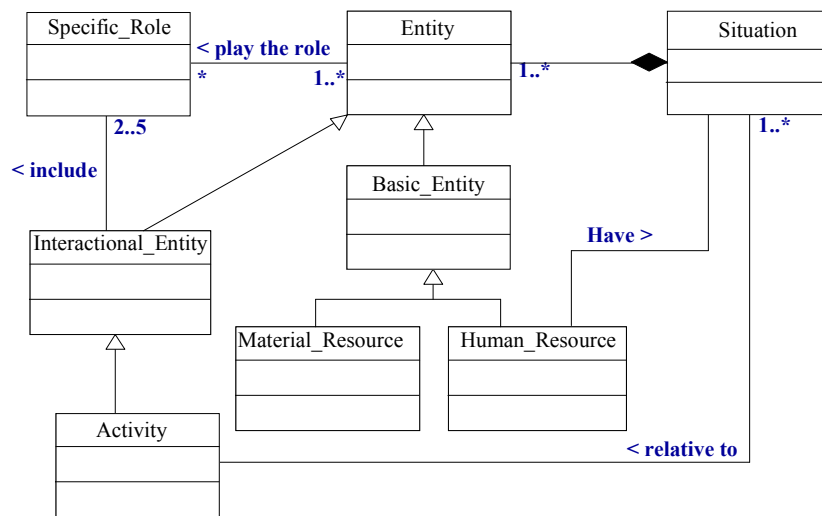 Specific_Role
Entity
Situation
< play the role
*
1..*
1..*
2..5
1..*
< include
Basic_Entity
Interactional_Entity
Have >
Material_Resource
Human_Resource
Activity
< relative to